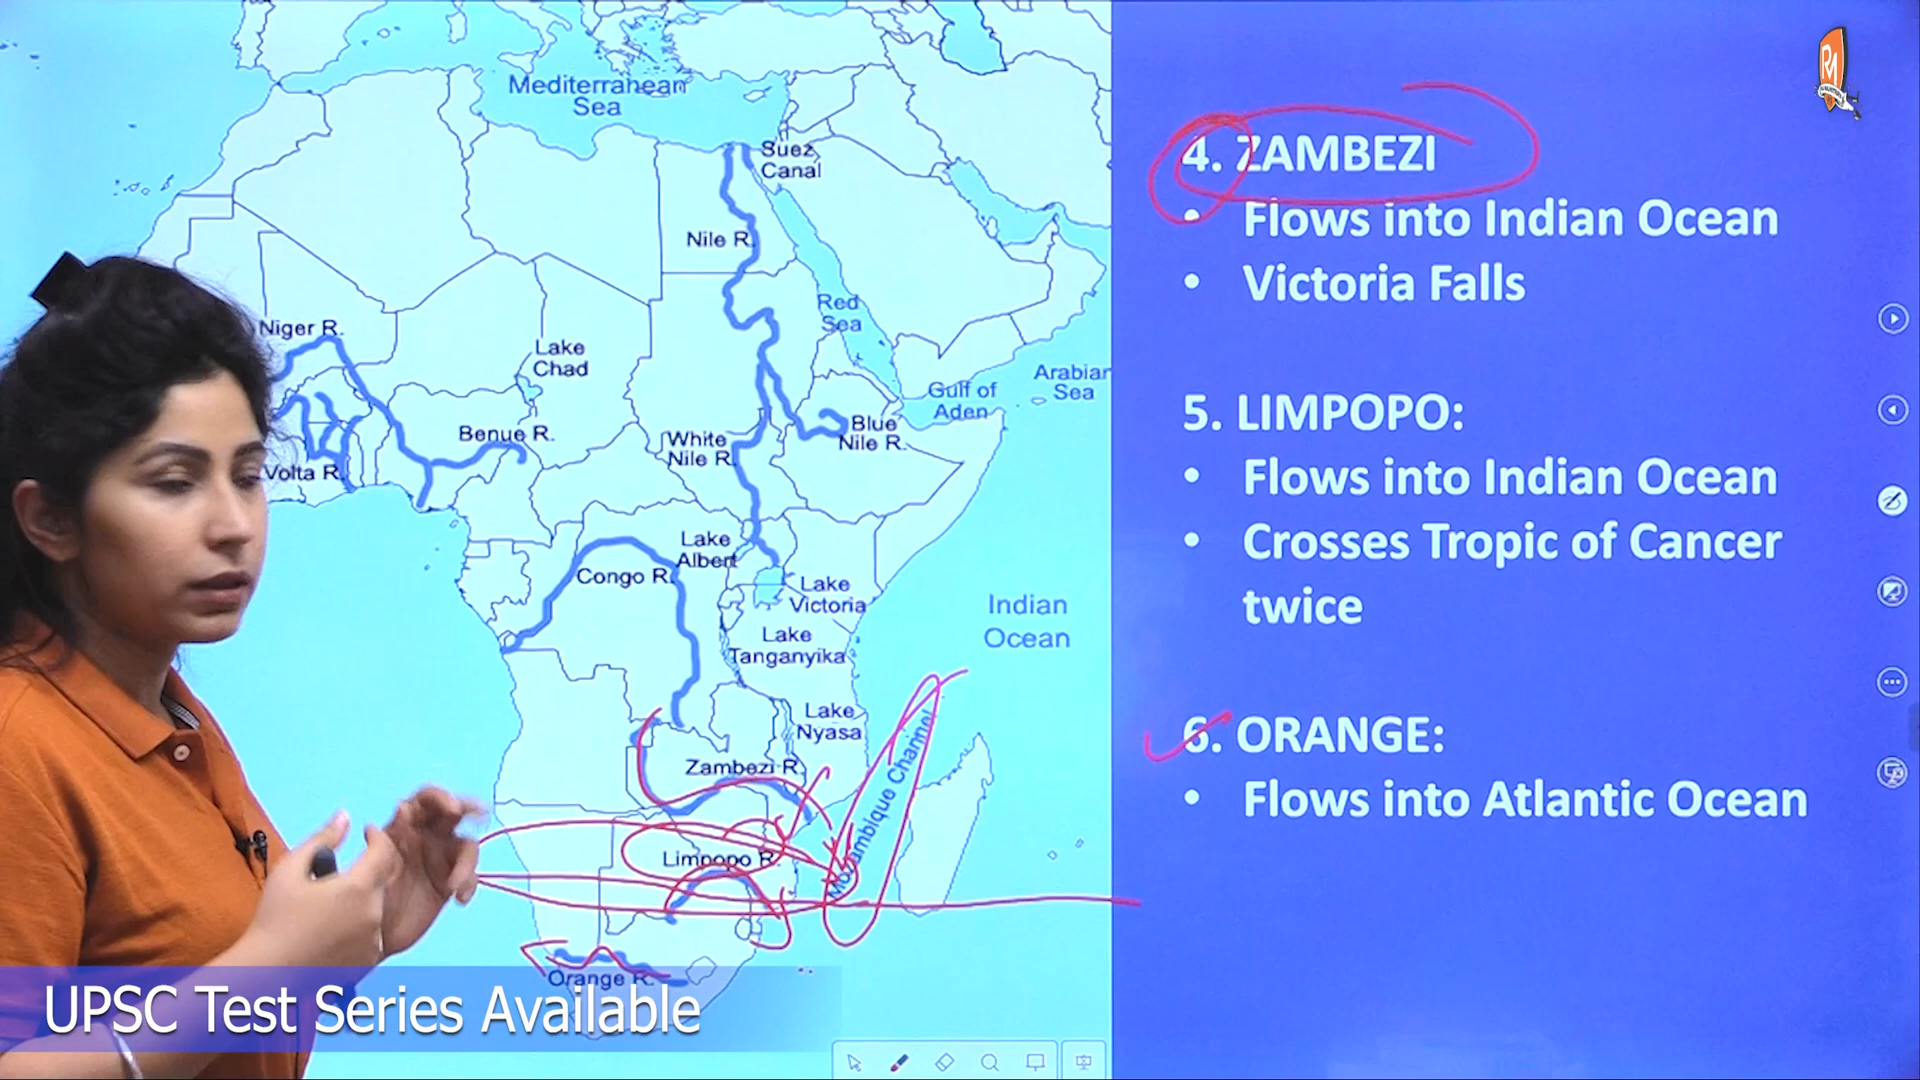 Mediterranean
Sea
Suez
Canal
Nile R.
Red
Sea
Niger R.
Lake
Chad
Arabian
Sea
Gulf of
Aden
Benue R.
White
Nile R.
Blue
Nile R.
Volta R.
Lake
Albert
Congo R.
Lake
Victoria
Indian
Ocean
Lake
Tanganyika
Lake
Nyasa
Mozambique Channel
Zambezi R.
Limpopo R.
Orange R.
4. ZAMBEZI
• Flows into Indian Ocean
• Victoria Falls
5. LIMPOPO:
• Flows into Indian Ocean
• Crosses Tropic of Cancer
twice
6. ORANGE:
• Flows into Atlantic Ocean
UPSC Test Series Available